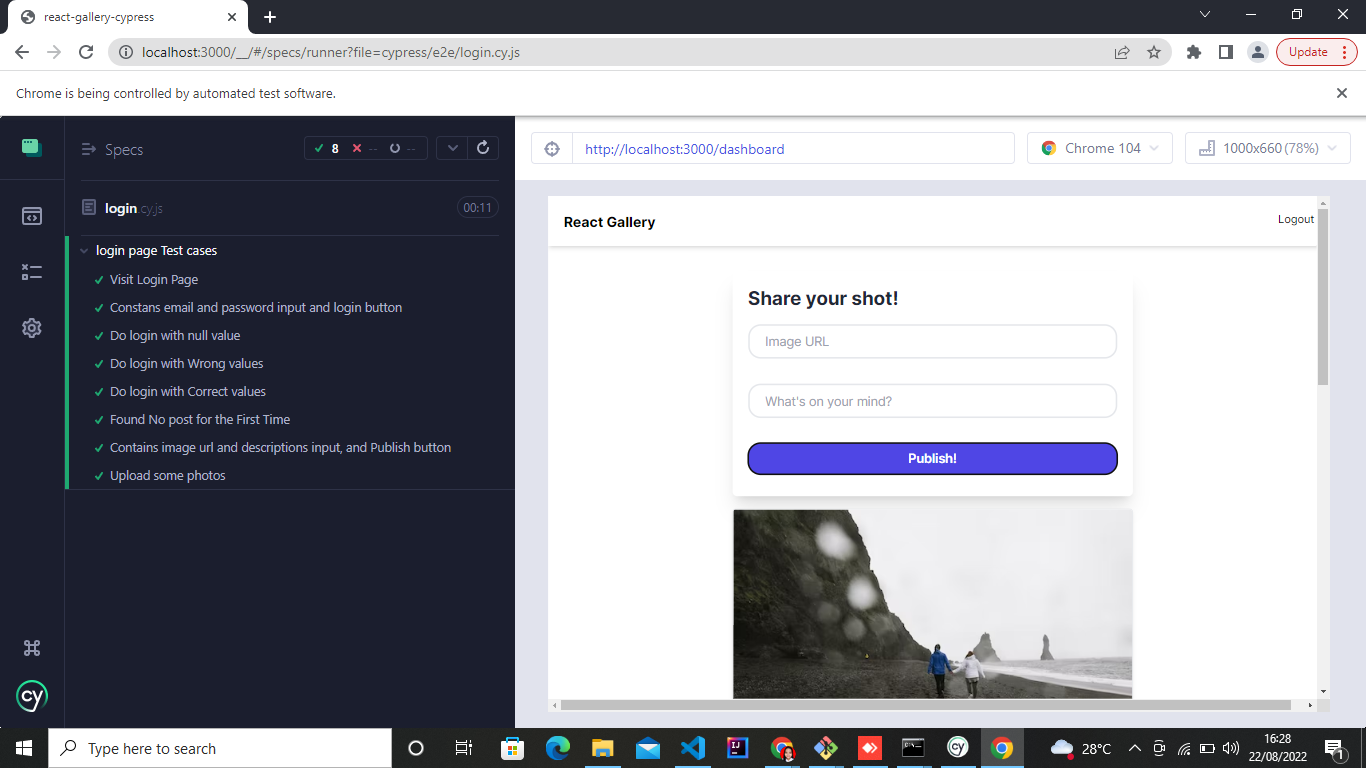 react-gallery-cypress
localhost:3000/__/#/specs/runner?file=cypress/e2e/login.cy.js
Update
Chrome is being controlled by automated test software.
Specs
8 -- --
login.cy.js
00:11
login page Test cases
Visit Login Page
Constans email and password input and login button
Do login with null value
Do login with Wrong values
Do login with Correct values
Found No post for the First Time
Contains image url and descriptions input, and Publish button
Upload some photos
cy
http://localhost:3000/dashboard
Chrome 104
1000x660 (78%)
React Gallery
Logout
Share your shot!
Image URL
What's on your mind?
Publish!
Type here to search
IJ
cy
28°C
16:28
22/08/2022
1